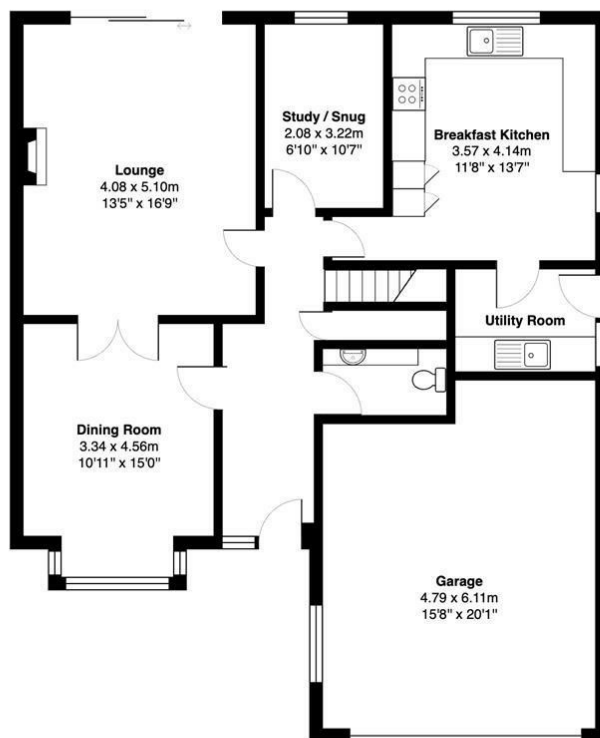 Study / Snug
2.08 x 3.22m
6'10" x 10'7"
Breakfast Kitchen
3.57 x 4.14m
11'8" x 13'7"
Lounge
4.08 x 5.10m
13'5" x 16'9"
Utility Room
Dining Room
3.34 x 4.56m
10'11" x 15'0"
Garage
4.79 x 6.11m
15'8" x 20'1"